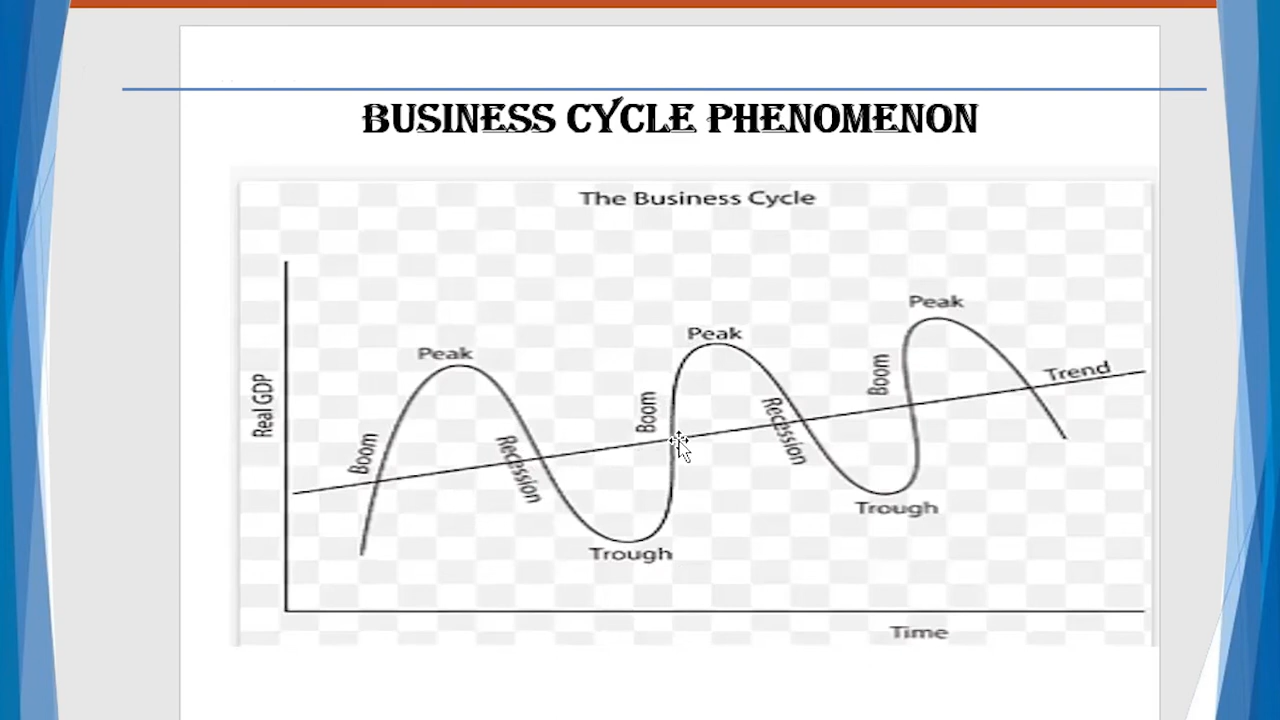 BUSINESS CYCLE PHENOMENON
The Business Cycle
Peak
Peak
Peak
Trend
Boom
Boom
Boom
Real GDP
Recession
Recession
Trough
Trough
Time